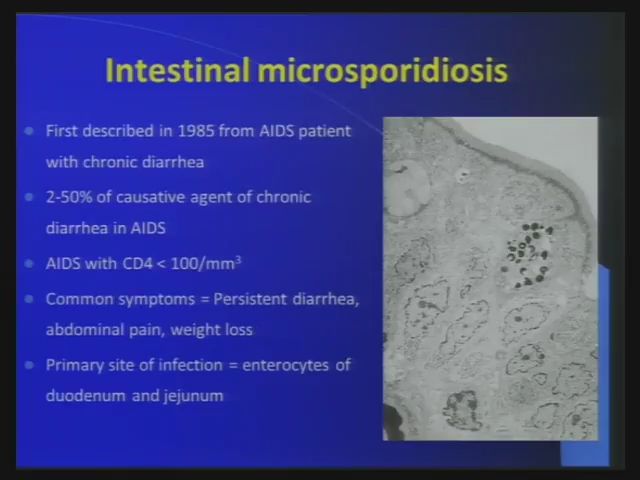 Intestinal microsporidiosis
First described in 1985 from AIDS patient
with chronic diarrhea
2-50% of causative agent of chronic
diarrhea in AIDS
AIDS with CD4 < 100/mm³
Common symptoms = Persistent diarrhea,
abdominal pain, weight loss
Primary site of infection = enterocytes of
duodenum and jejunum